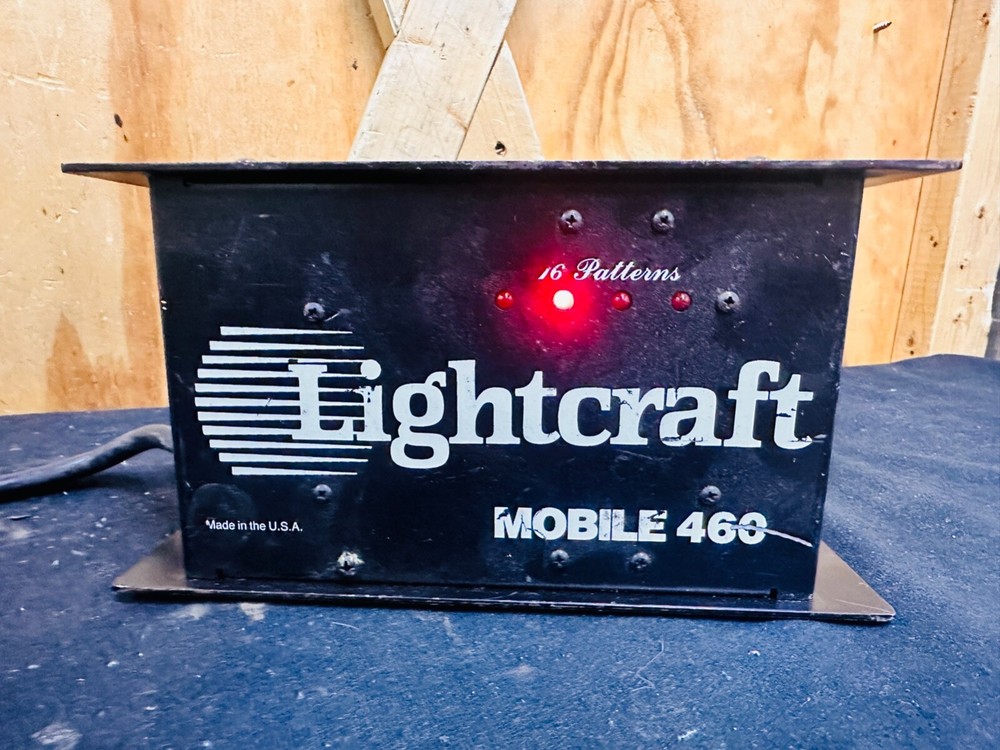 16 Patterns
Lightcraft
Made in the U.S.A.
MOBILE 460